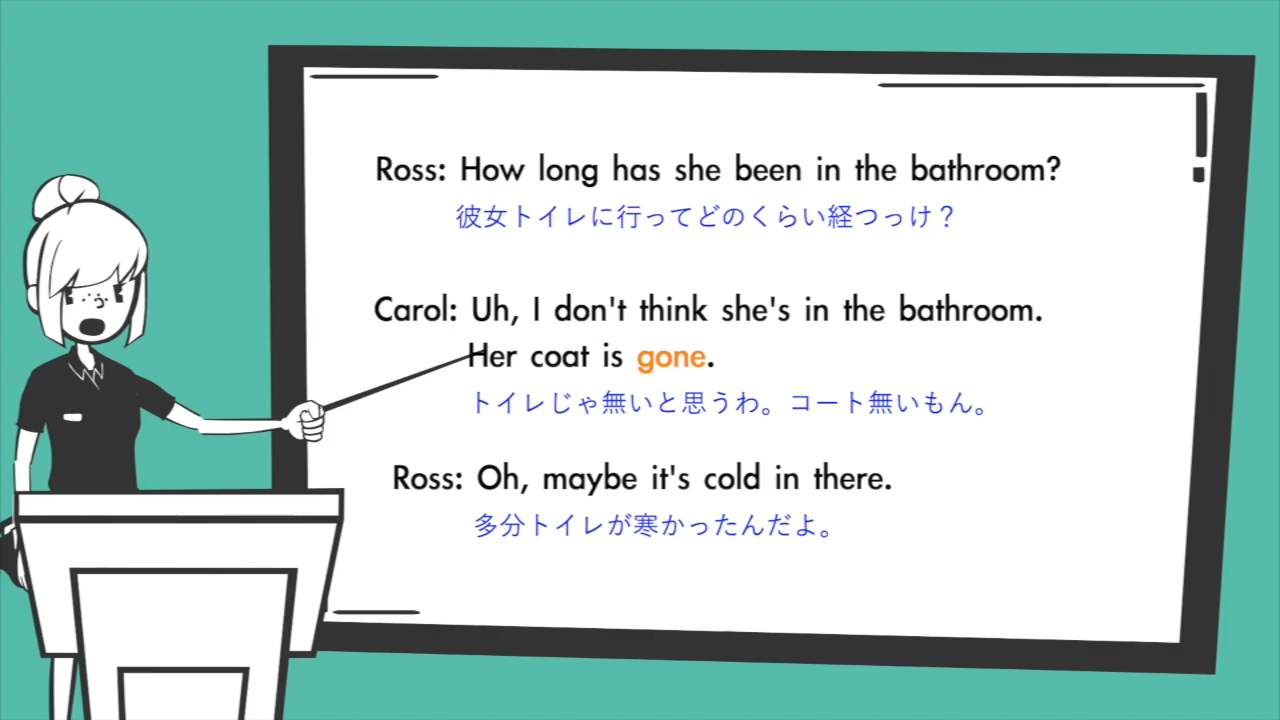 Ross: How long has she been in the bathroom?
彼女トイレに行ってどのくらい経つっけ？
Carol: Uh, I don't think she's in the bathroom.
Her coat is gone.
トイレじゃ無いと思うわ。コート無いもん。
Ross: Oh, maybe it's cold in there.
多分トイレが寒かったんだよ。